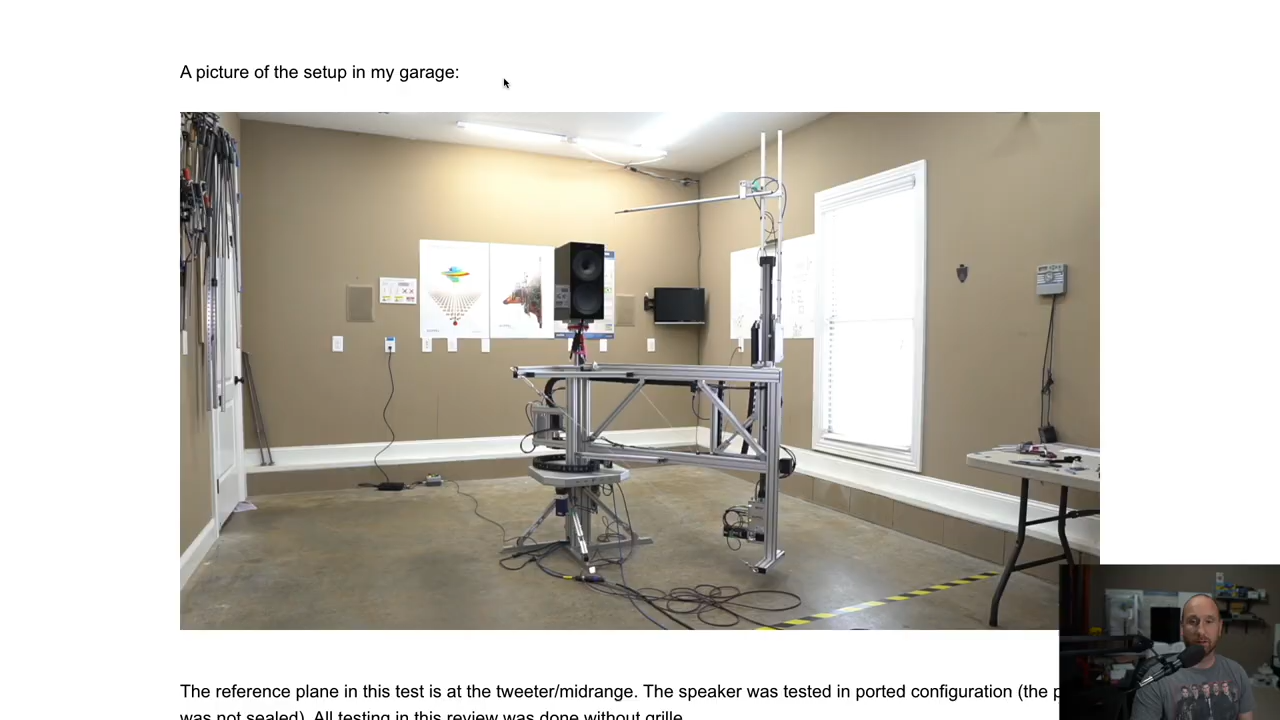 A picture of the setup in my garage:
The reference plane in this test is at the tweeter/midrange. The speaker was tested in ported configuration (the
was not sealed). All testing in this review was done without grille.